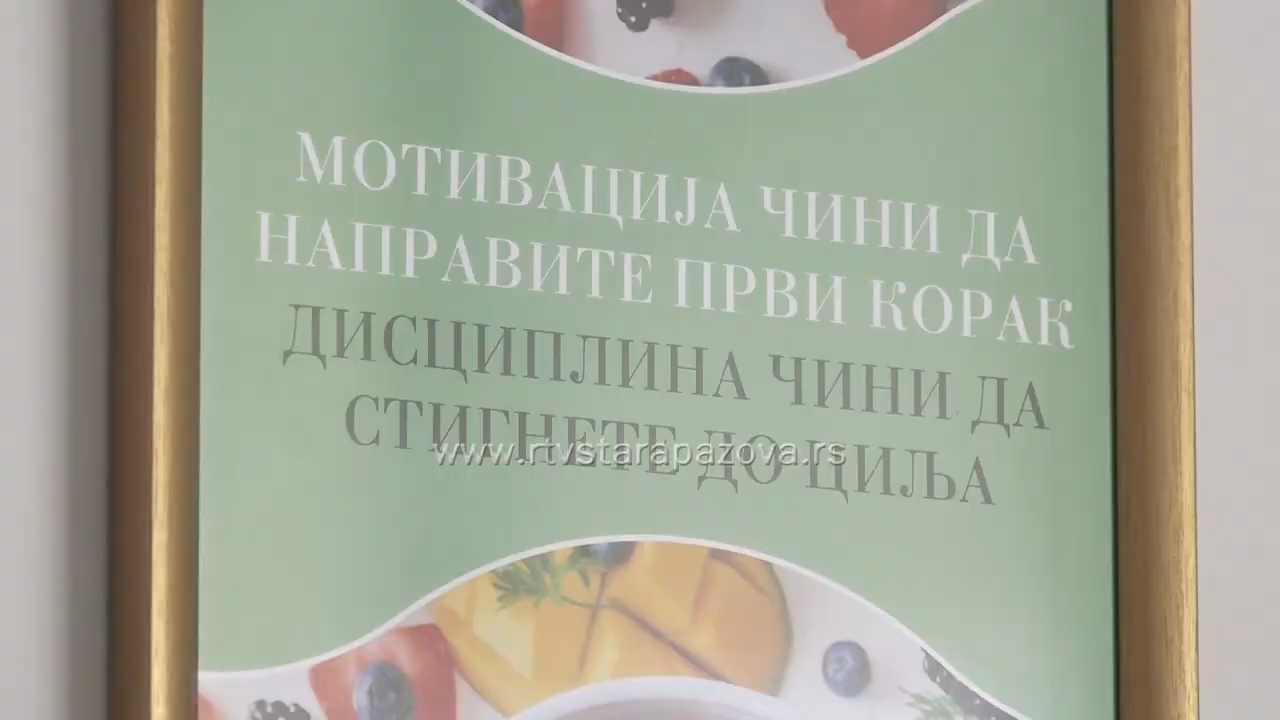 МОТИВАЦИЈА ЧИНИ ДА
НАПРАВИТЕ ПРВИ КОРАК
ДИСЦИПЛИНА ЧИНИ ДА
СТИГНЕТЕ ДО ЦИЉА
www.rtvstarapazova.rs